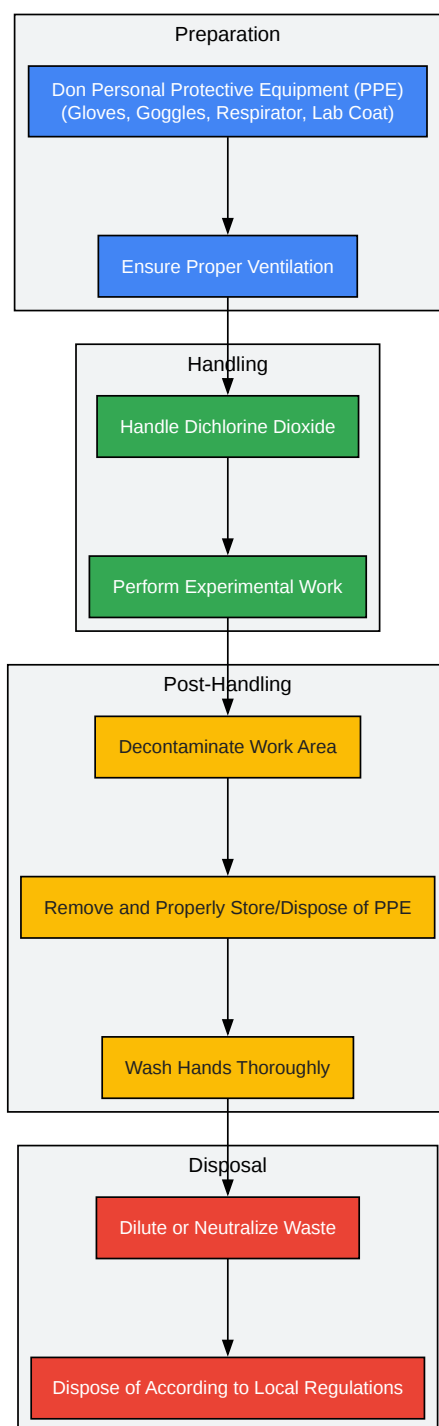 Preparation
Don Personal Protective Equipment (PPE)
(Gloves, Goggles, Respirator, Lab Coat)
Ensure Proper Ventilation
Handling
Handle Dichlorine Dioxide
Perform Experimental Work
Post-Handling
Decontaminate Work Area
Remove and Properly Store/Dispose of PPE
Wash Hands Thoroughly
Disposal
Dilute or Neutralize Waste
Dispose of According to Local Regulations